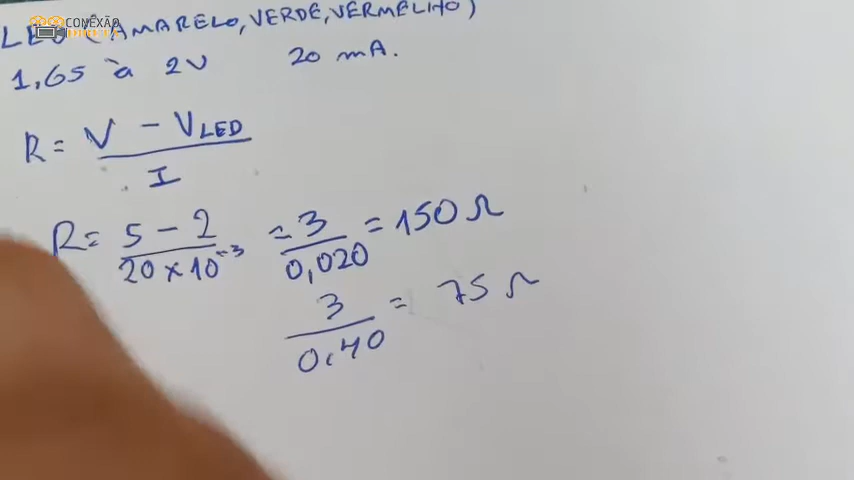 CONEXÃO
DIRETA
LED (AMARELO, VERDE, VERMELHO)
1,65 à 2V 20 mA.
R = V - VLED / I
R = 5 - 2 / 20 x 10^-3 = 3 / 0,020 = 150 Ω
3 / 0,40 = 75 Ω